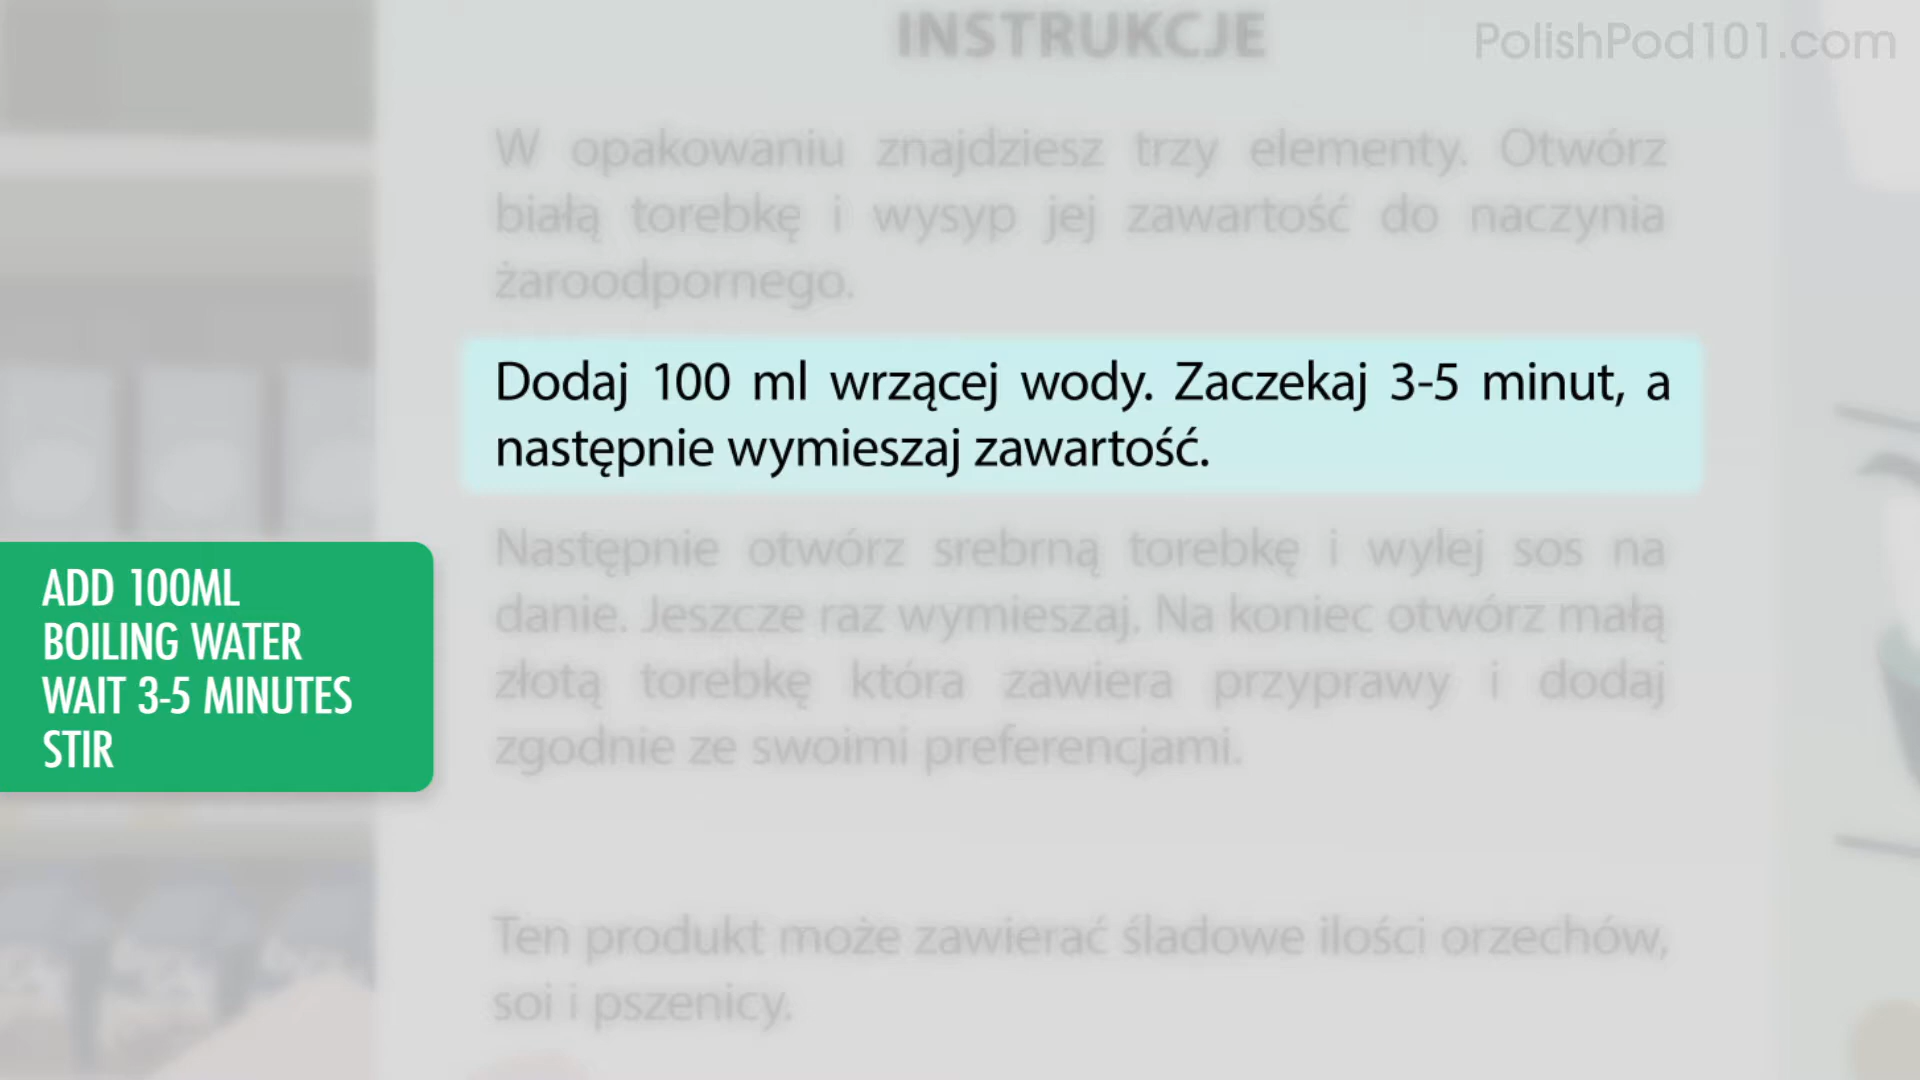 INSTRUKCJE
PolishPod101.com
W opakowaniu znajdziesz trzy elementy. Otwórz
białą torebkę i wysyp jej zawartość do naczynia
żaroodpornego.
Dodaj 100 ml wrzącej wody. Zaczekaj 3-5 minut, a
następnie wymieszaj zawartość.
Następnie otwórz srebrną torebkę i wylej sos na
danie. Jeszcze raz wymieszaj. Na koniec otwórz małą
złotą torebkę która zawiera przyprawy i dodaj
zgodnie ze swoimi preferencjami.
ADD 100ML
BOILING WATER
WAIT 3-5 MINUTES
STIR
Ten produkt może zawierać śladowe ilości orzechów,
soi i pszenicy.